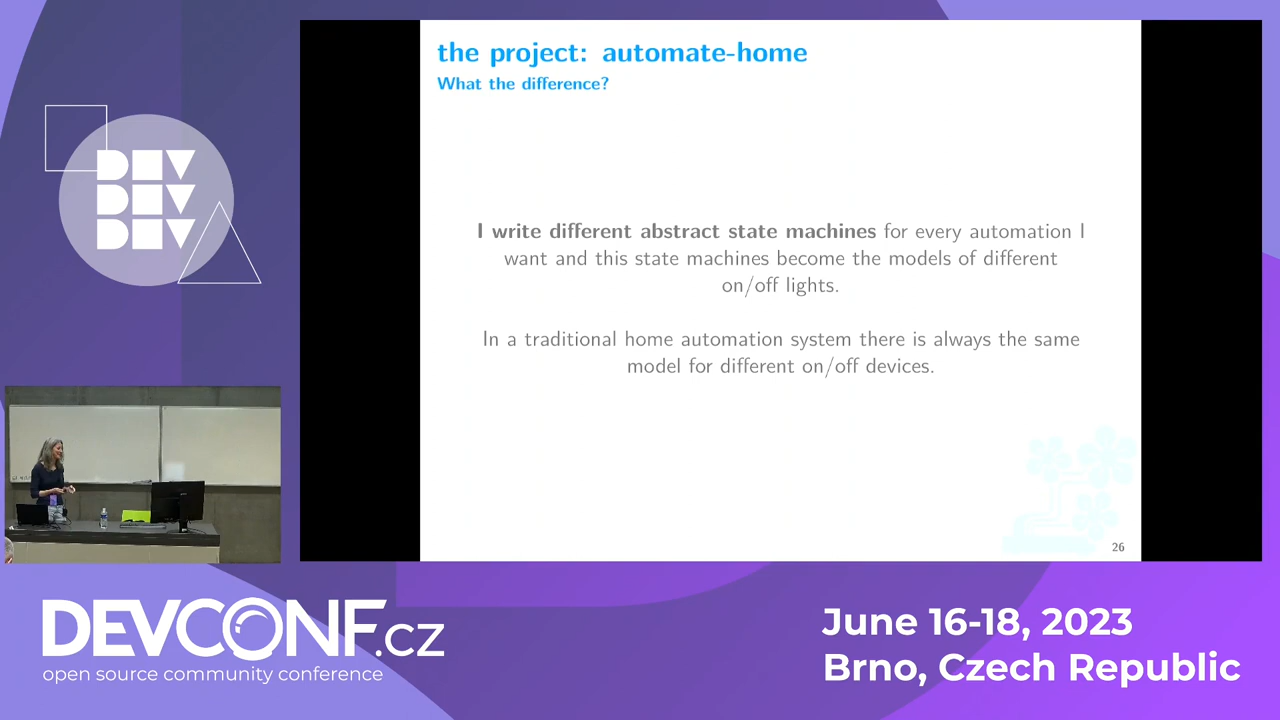 the project: automate-home
What the difference?
I write different abstract state machines for every automation I
want and this state machines become the models of different
on/off lights.
In a traditional home automation system there is always the same
model for different on/off devices.
26
DEV
DEV
DEV
DEVCONF.cz
open source community conference
June 16-18, 2023
Brno, Czech Republic